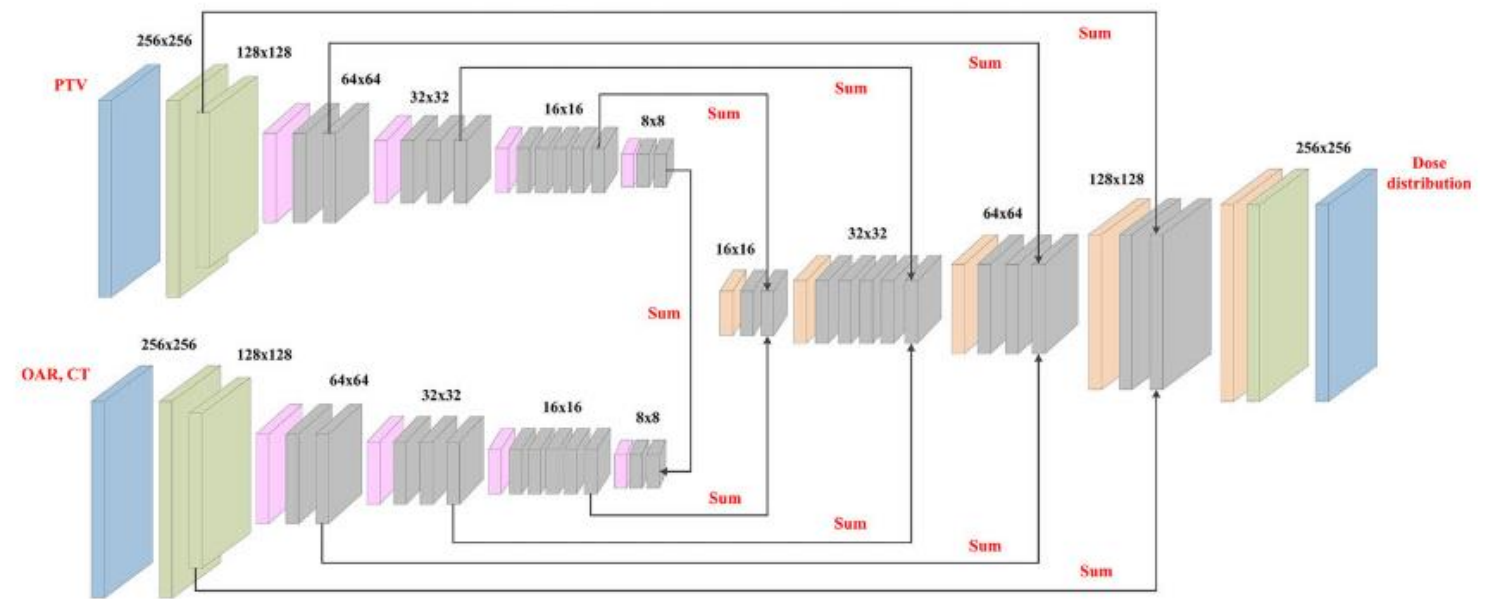 Sum
256x256
128x128
Sum
PTV
64x64
32x32
Sum
16x16
Sum
8x8
256x256
Dose
distribution
128x128
64x64
32x32
16x16
Sum
256x256
128x128
OAR, CT
64x64
32x32
16x16
8x8
Sum
Sum
Sum
Sum